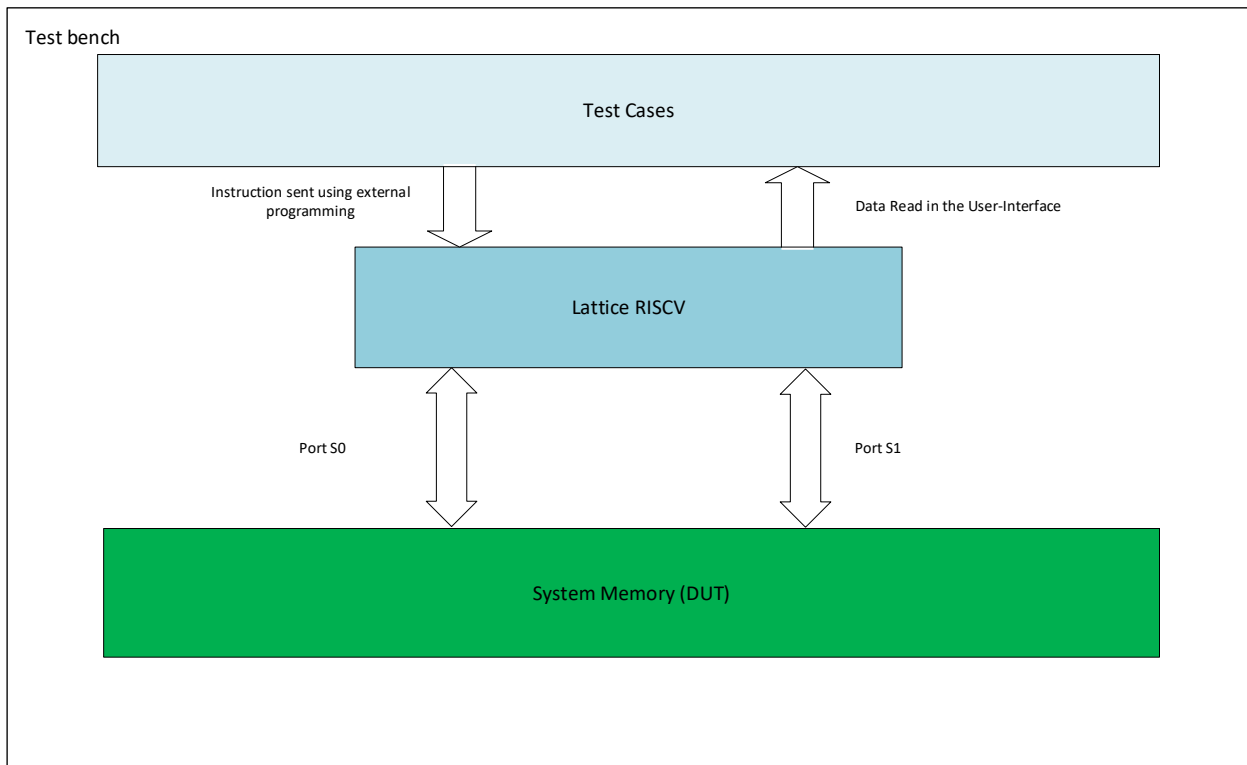 Test bench
Test Cases
Instruction sent using external
programming
Data Read in the User-Interface
Lattice RISCV
Port S0
Port S1
System Memory (DUT)